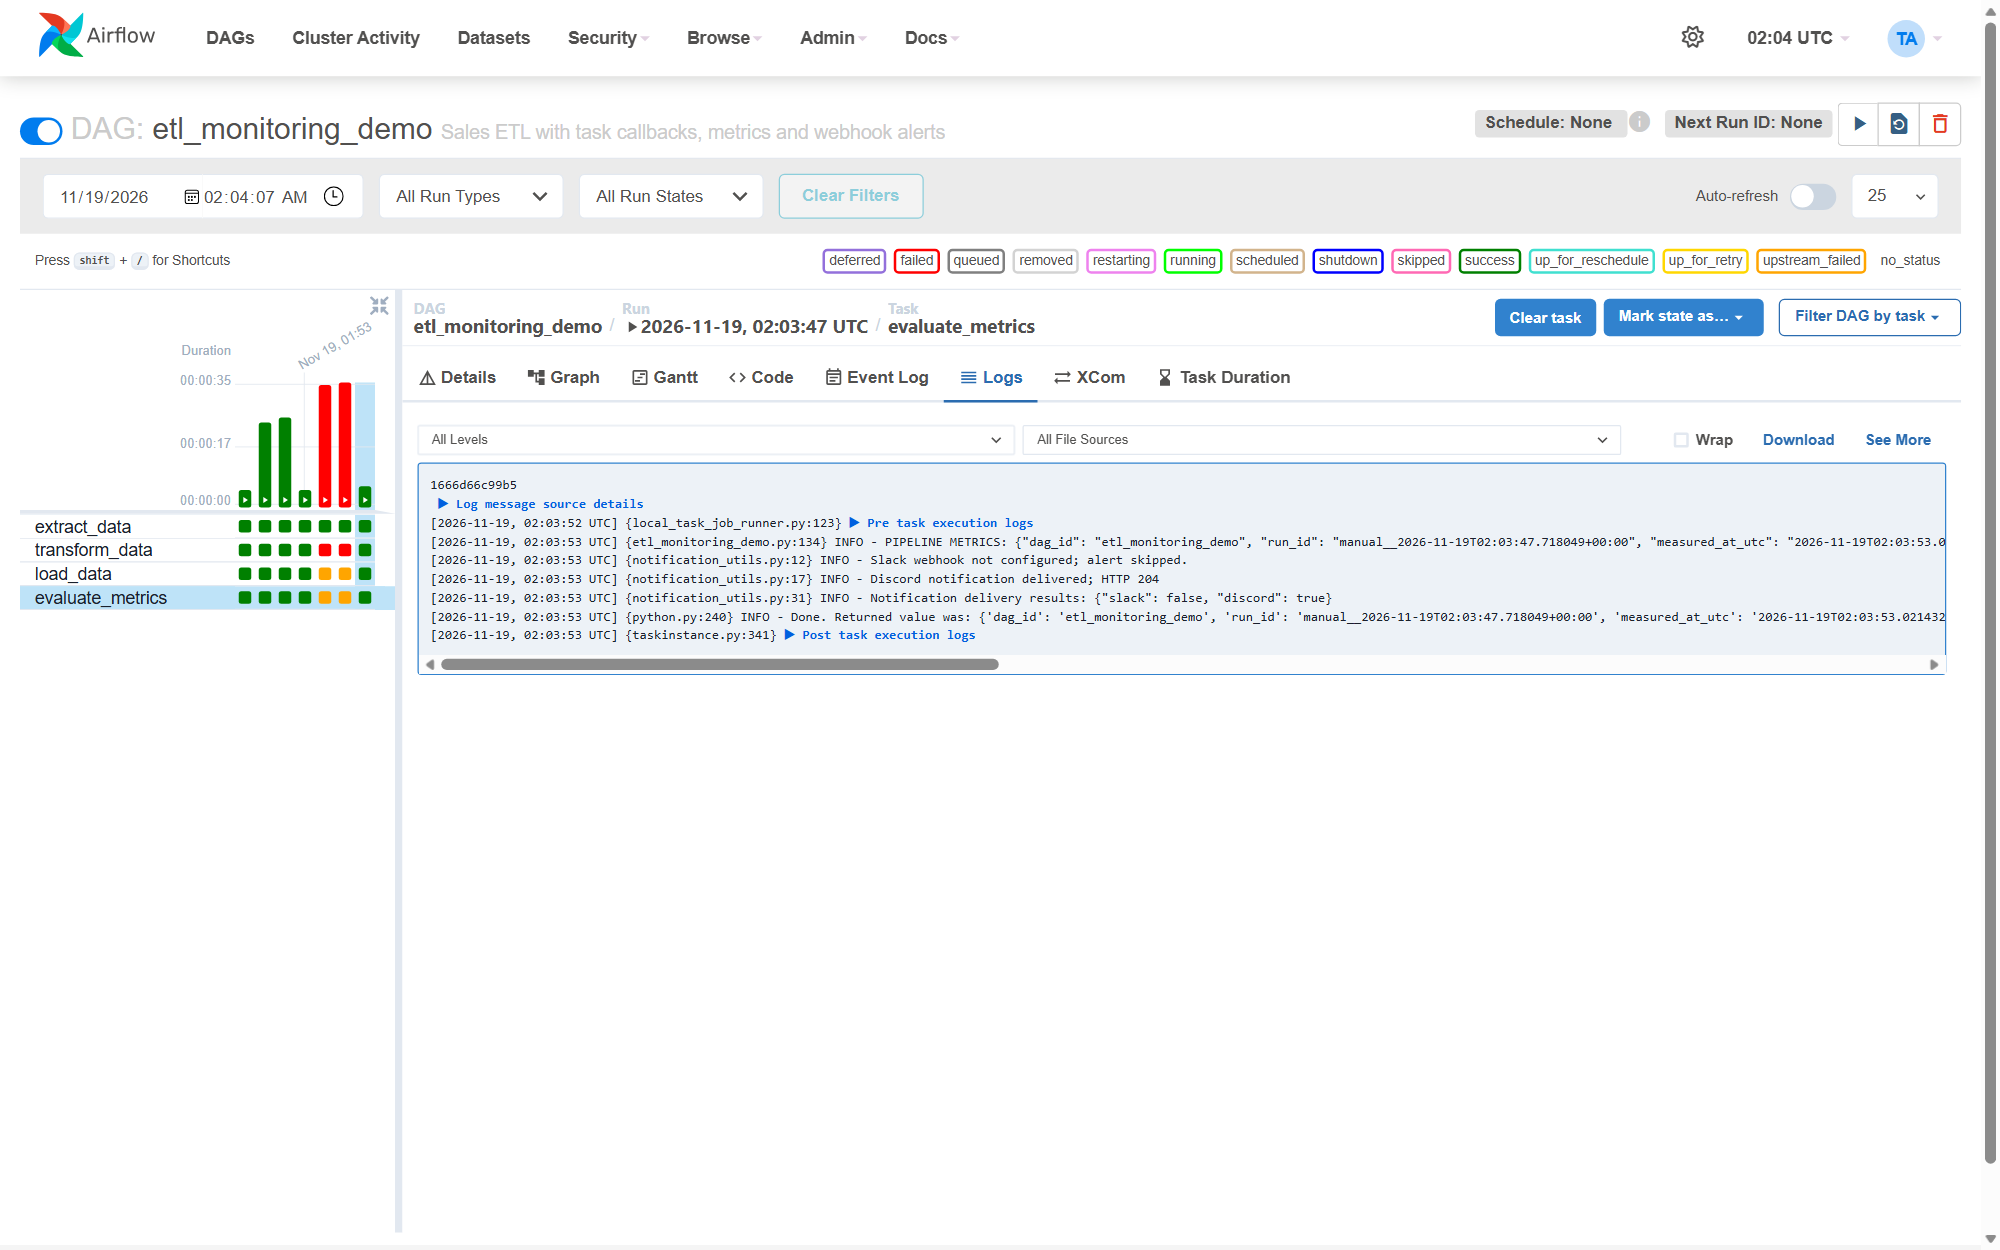 Airflow DAGs Cluster Activity Datasets Security Browse Admin Docs 02:04 UTC TA
DAG: etl_monitoring_demo Sales ETL with task callbacks, metrics and webhook alerts Schedule: None Next Run ID: None
11/19/2026 02:04:07 AM All Run Types All Run States Clear Filters Auto-refresh 25
Press shift + / for Shortcuts deferred failed queued removed restarting running scheduled shutdown skipped success up_for_reschedule up_for_retry upstream_failed no_status
Duration
Nov 19, 01:53
00:00:35
00:00:17
00:00:00
extract_data
transform_data
load_data
evaluate_metrics
DAG Run Task
etl_monitoring_demo / 2026-11-19, 02:03:47 UTC / evaluate_metrics Clear task Mark state as... Filter DAG by task
Details Graph Gantt Code Event Log Logs XCom Task Duration
All Levels All File Sources Wrap Download See More
1666d66c99b5
Log message source details
[2026-11-19, 02:03:52 UTC] {local_task_job_runner.py:123} Pre task execution logs
[2026-11-19, 02:03:53 UTC] {etl_monitoring_demo.py:134} INFO - PIPELINE METRICS: {"dag_id": "etl_monitoring_demo", "run_id": "manual__2026-11-19T02:03:47.718049+00:00", "measured_at_utc": "2026-11-19T02:03:53.0
[2026-11-19, 02:03:53 UTC] {notification_utils.py:12} INFO - Slack webhook not configured; alert skipped.
[2026-11-19, 02:03:53 UTC] {notification_utils.py:17} INFO - Discord notification delivered; HTTP 204
[2026-11-19, 02:03:53 UTC] {notification_utils.py:31} INFO - Notification delivery results: {"slack": false, "discord": true}
[2026-11-19, 02:03:53 UTC] {python.py:240} INFO - Done. Returned value was: {'dag_id': 'etl_monitoring_demo', 'run_id': 'manual__2026-11-19T02:03:47.718049+00:00', 'measured_at_utc': '2026-11-19T02:03:53.021432
[2026-11-19, 02:03:53 UTC] {taskinstance.py:341} Post task execution logs